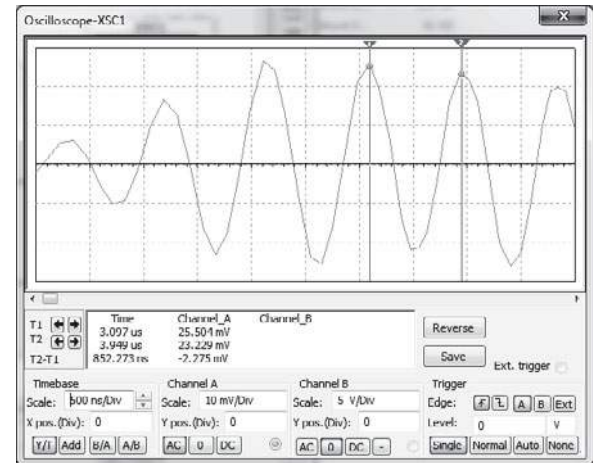 Oscilloscope-XSC1
1 2
T1
T2
T2-T1
Time Channel_A Channel_B
3.097 us 25.504 mV
3.949 us 23.229 mV
852.273 ns -2.275 mV
Reverse
Save
Ext. trigger
Timebase
Scale: 500 ns/Div
X pos.(Div): 0
Y/T Add B/A A/B
Channel A
Scale: 10 mV/Div
Y pos.(Div): 0
AC 0 DC
Channel B
Scale: 5 V/Div
Y pos.(Div): 0
AC 0 DC -
Trigger
Edge: A B Ext
Level: 0 V
Single Normal Auto None